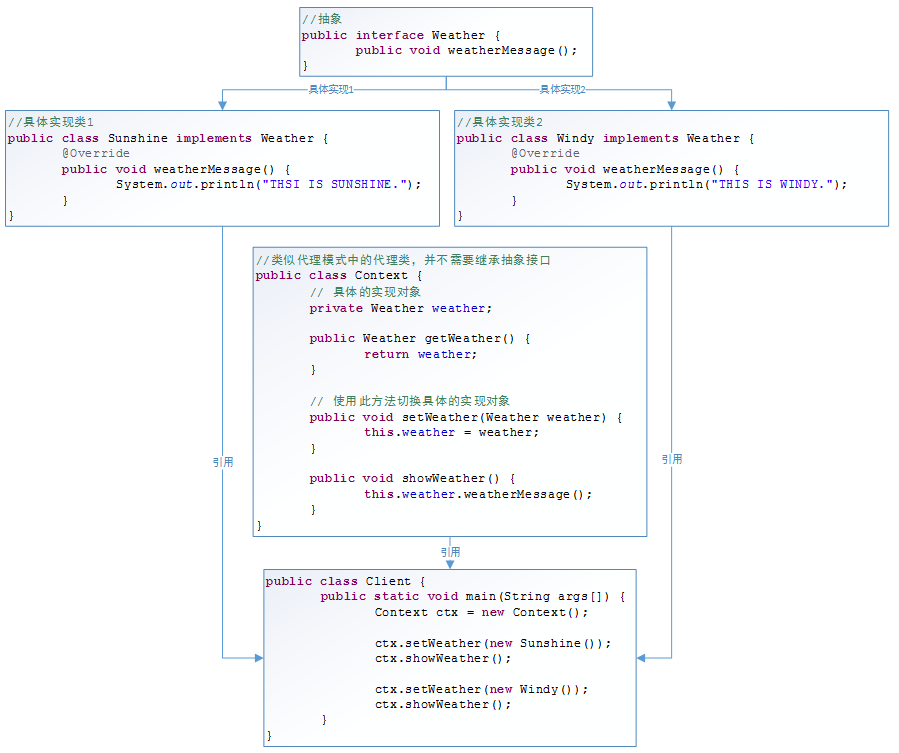 //抽象
public interface Weather {
public void weatherMessage();
}
具体实现1
具体实现2
//具体实现类1
public class Sunshine implements Weather {
@Override
public void weatherMessage() {
System.out.println("THSI IS SUNSHINE.");
}
}
//具体实现类2
public class Windy implements Weather {
@Override
public void weatherMessage() {
System.out.println("THIS IS WINDY.");
}
}
//类似代理模式中的代理类，并不需要继承抽象接口
public class Context {
// 具体的实现对象
private Weather weather;
public Weather getWeather() {
return weather;
}
// 使用此方法切换具体的实现对象
public void setWeather(Weather weather) {
this.weather = weather;
}
public void showWeather() {
this.weather.weatherMessage();
}
}
引用
引用
引用
public class Client {
public static void main(String args[]) {
Context ctx = new Context();
ctx.setWeather(new Sunshine());
ctx.showWeather();
ctx.setWeather(new Windy());
ctx.showWeather();
}
}